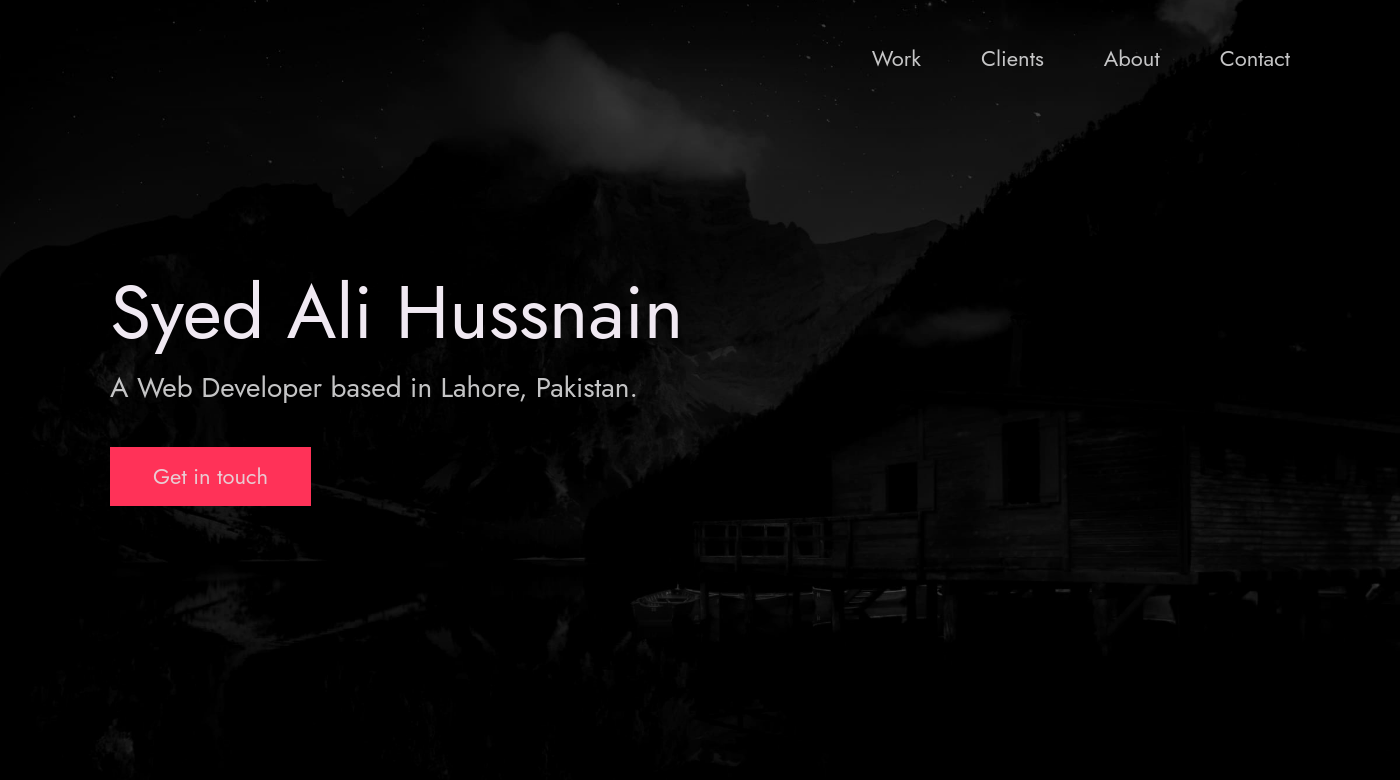 Work Clients About Contact
Syed Ali Hussnain
A Web Developer based in Lahore, Pakistan.
Get in touch